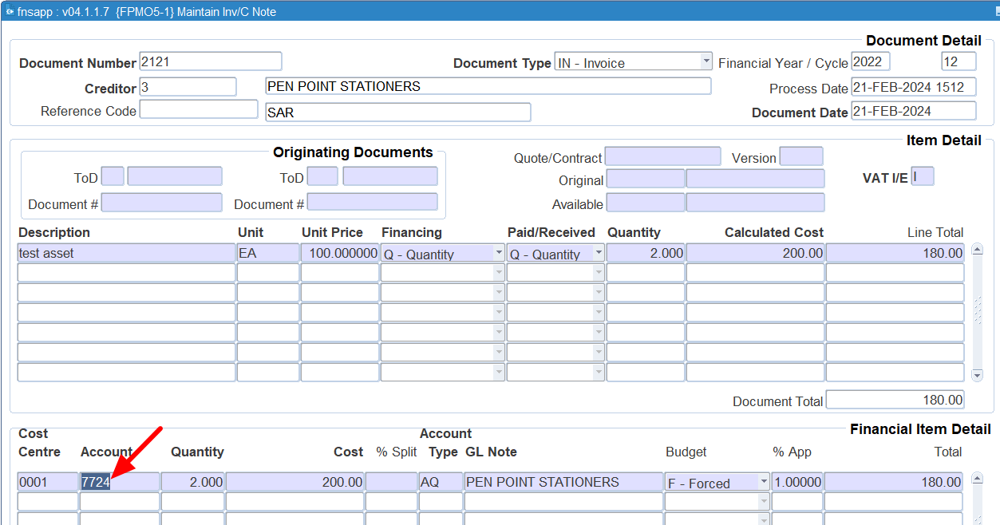 fnsapp : v04.1.1.7 {FPMO5-1} Maintain Inv/C Note
Document Detail
Document Number 2121 Document Type IN - Invoice Financial Year / Cycle 2022 12
Creditor 3 PEN POINT STATIONERS Process Date 21-FEB-2024 1512
Reference Code SAR Document Date 21-FEB-2024
Item Detail
Originating Documents
Quote/Contract Version
ToD ToD Original VAT I/E I
Document # Document # Available
Description Unit Unit Price Financing Paid/Received Quantity Calculated Cost Line Total
test asset EA 100.000000 Q - Quantity Q - Quantity 2.000 200.00 180.00
Document Total 180.00
Financial Item Detail
Cost Centre Account Quantity Cost % Split Account Type GL Note Budget % App Total
0001 7724 2.000 200.00 AQ PEN POINT STATIONERS F - Forced 1.00000 180.00